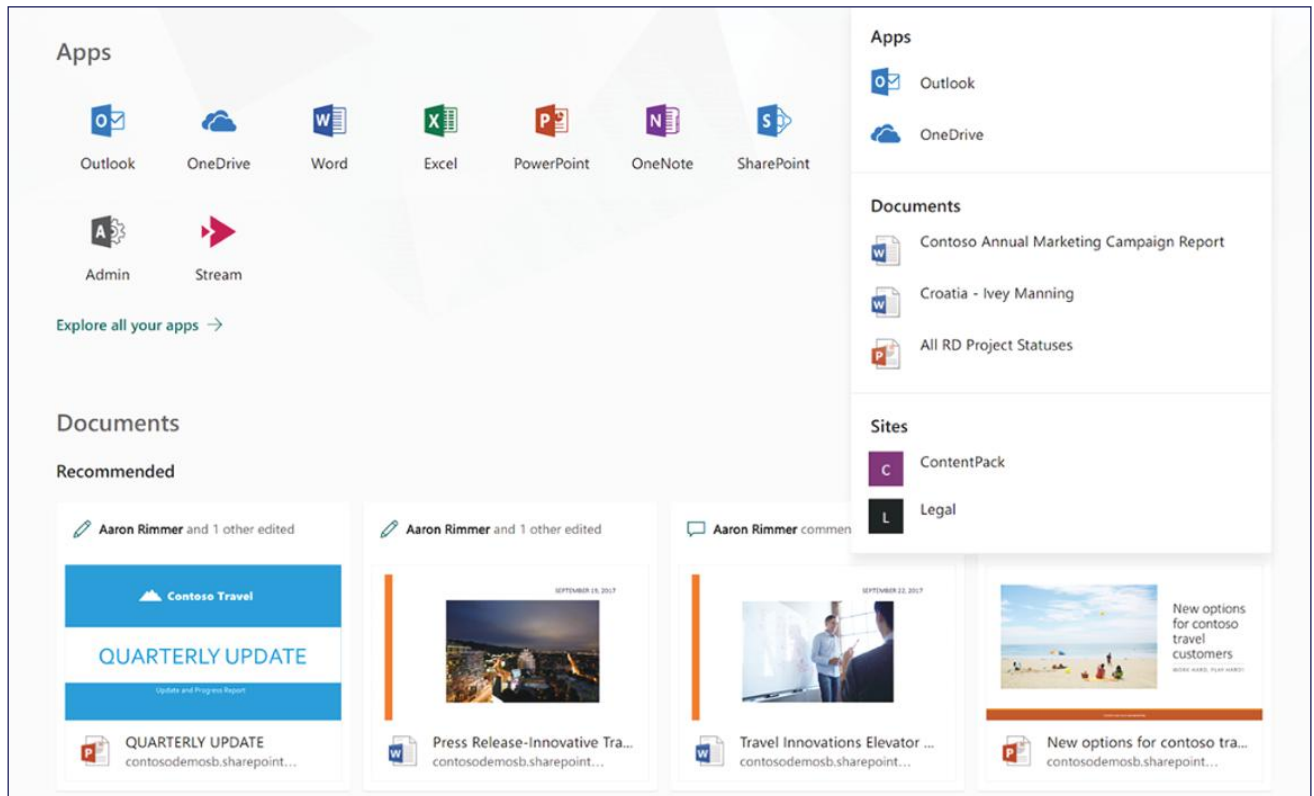 Apps
Outlook
OneDrive
Word
Excel
PowerPoint
OneNote
SharePoint
Admin
Stream
Explore all your apps →
Documents
Recommended
Aaron Rimmer and 1 other edited
Aaron Rimmer and 1 other edited
Aaron Rimmer commen
Contoso Travel
QUARTERLY UPDATE
Update and Progress Report
QUARTERLY UPDATE
contosodemosb.sharepoint...
SEPTEMBER 19, 2017
Press Release-Innovative Tra...
contosodemosb.sharepoint...
SEPTEMBER 22, 2017
Travel Innovations Elevator ...
contosodemosb.sharepoint...
New options
for contoso
travel
customers
WORK HARD, PLAY HARD!
New options for contoso tra...
contosodemosb.sharepoint...
Apps
Outlook
OneDrive
Documents
Contoso Annual Marketing Campaign Report
Croatia - Ivey Manning
All RD Project Statuses
Sites
C
ContentPack
L
Legal